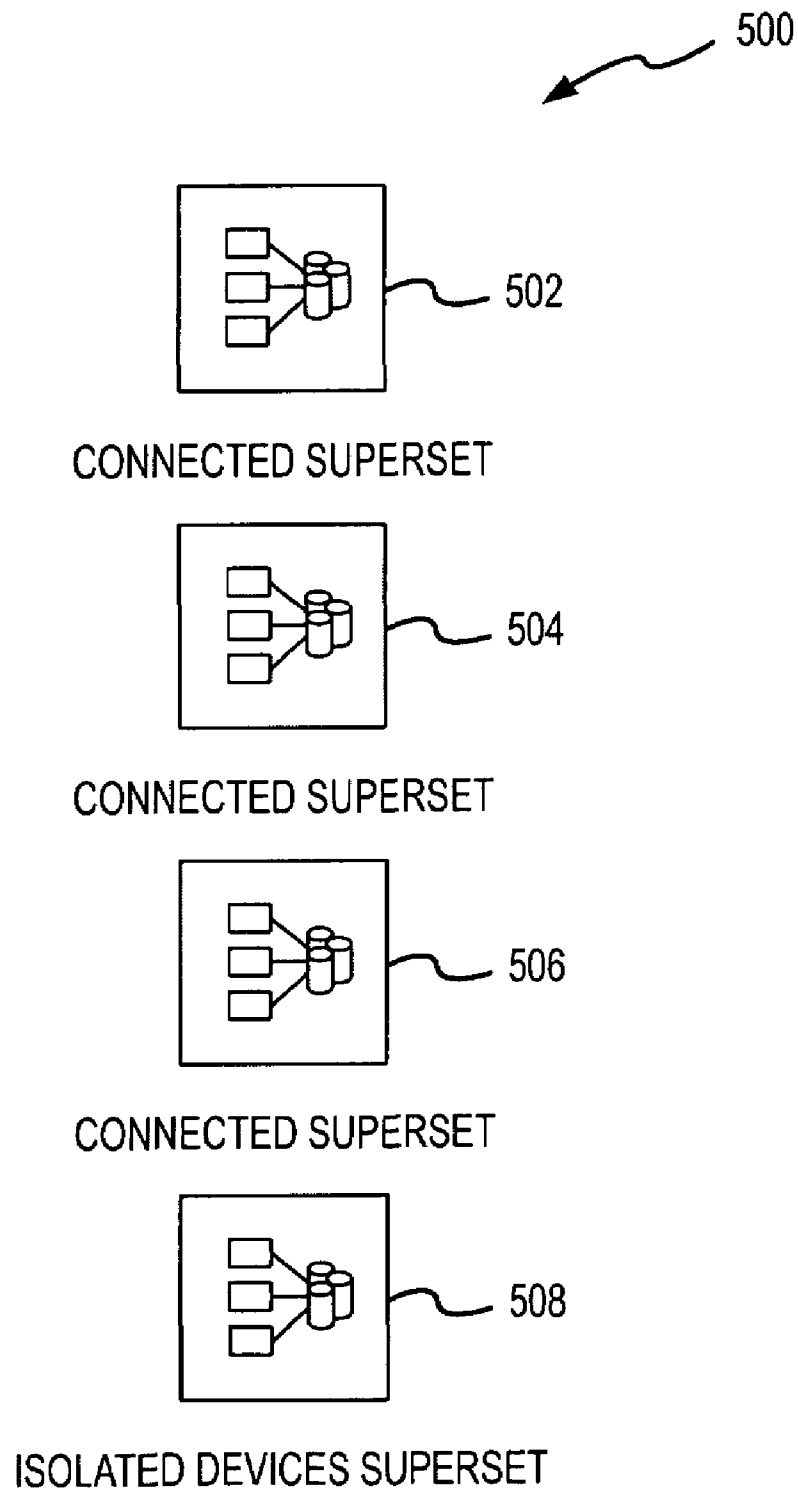 500
502
CONNECTED SUPERSET
504
CONNECTED SUPERSET
506
CONNECTED SUPERSET
508
ISOLATED DEVICES SUPERSET